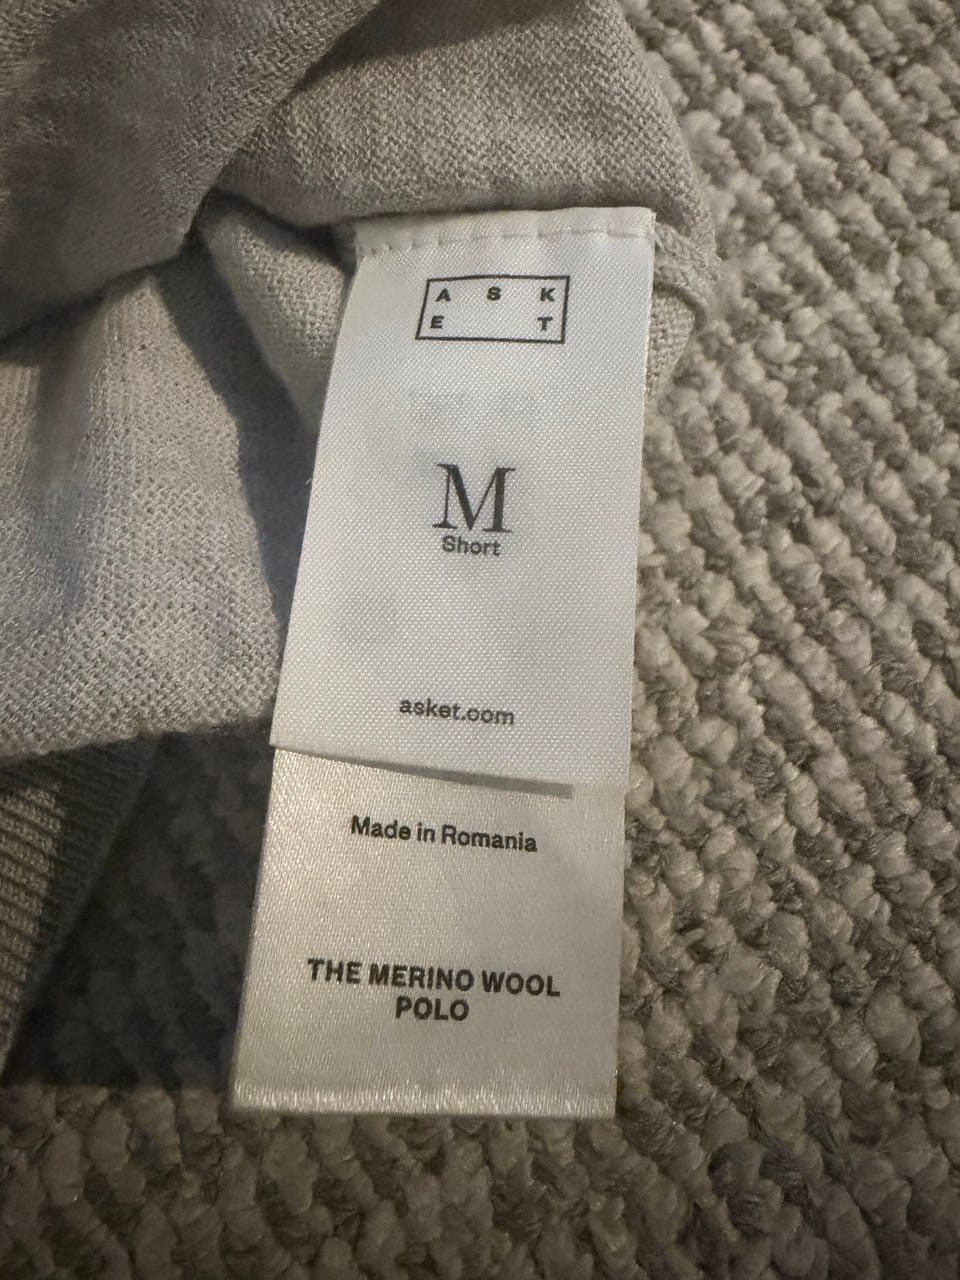 A S K
E T
M
Short
asket.com
Made in Romania
THE MERINO WOOL
POLO